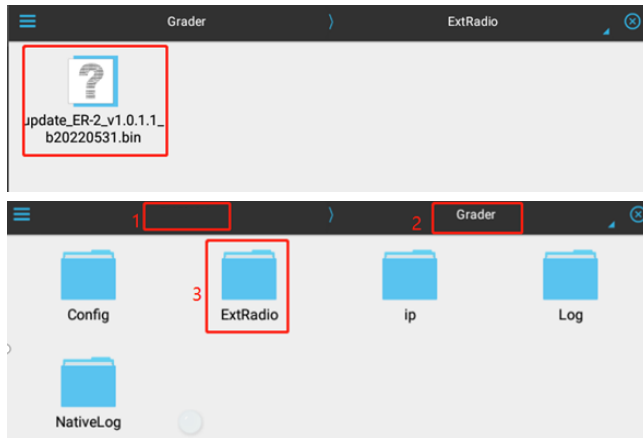 Grader 〉 ExtRadio
update_ER-2_v1.0.1.1_
b20220531.bin
1 〉 2 Grader
3
Config ExtRadio ip Log
NativeLog